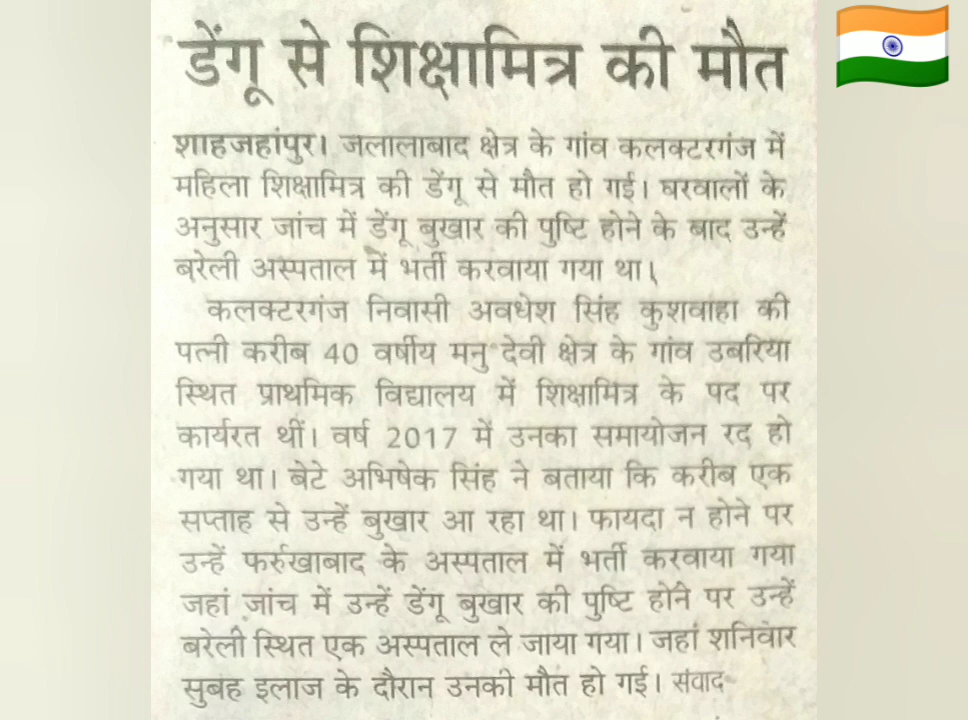 डेंगू से शिक्षामित्र की मौत
शाहजहांपुर। जलालाबाद क्षेत्र के गांव कलक्टरगंज में
महिला शिक्षामित्र की डेंगू से मौत हो गई। घरवालों के
अनुसार जांच में डेंगू बुखार की पुष्टि होने के बाद उन्हें
बरेली अस्पताल में भर्ती करवाया गया था।
कलक्टरगंज निवासी अवधेश सिंह कुशवाहा की
पत्नी करीब 40 वर्षीय मनु देवी क्षेत्र के गांव उबरिया
स्थित प्राथमिक विद्यालय में शिक्षामित्र के पद पर
कार्यरत थीं। वर्ष 2017 में उनका समायोजन रद हो
गया था। बेटे अभिषेक सिंह ने बताया कि करीब एक
सप्ताह से उन्हें बुखार आ रहा था। फायदा न होने पर
उन्हें फर्रुखाबाद के अस्पताल में भर्ती करवाया गया
जहां जांच में उन्हें डेंगू बुखार की पुष्टि होने पर उन्हें
बरेली स्थित एक अस्पताल ले जाया गया। जहां शनिवार
सुबह इलाज के दौरान उनकी मौत हो गई। संवाद